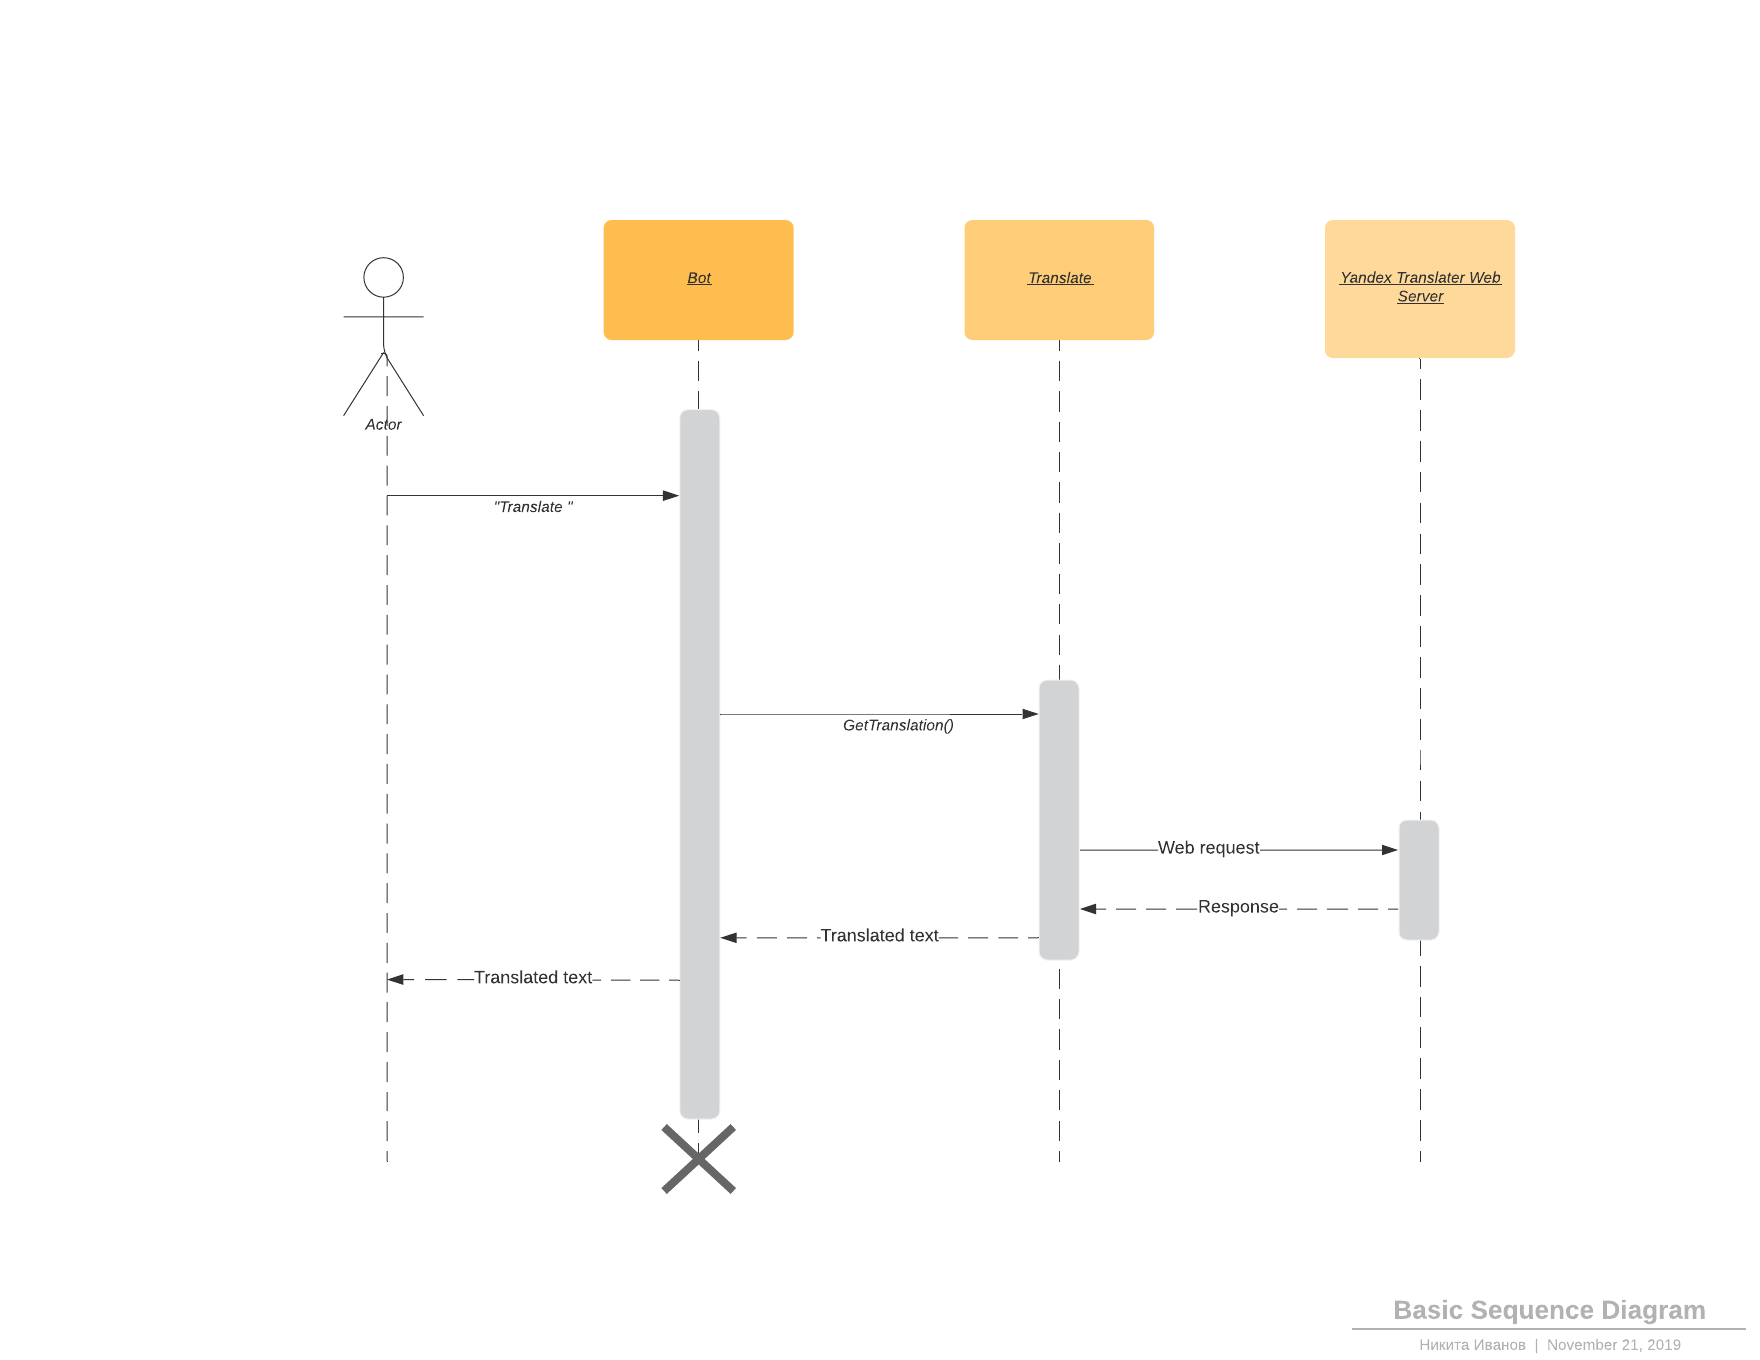 Bot
Translate
Yandex Translater Web
Server
Actor
"Translate "
GetTranslation()
Web request
Response
Translated text
Translated text
Basic Sequence Diagram
Никита Иванов | November 21, 2019